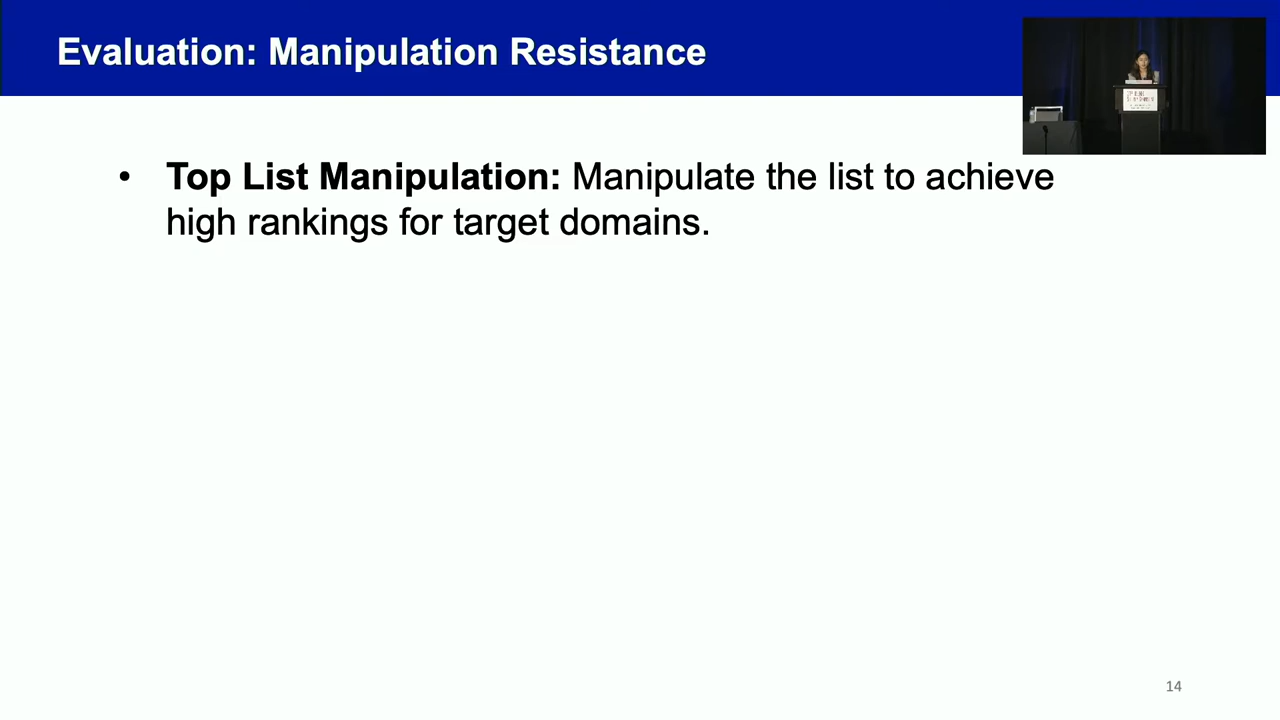 Evaluation: Manipulation Resistance
• Top List Manipulation: Manipulate the list to achieve
high rankings for target domains.
14